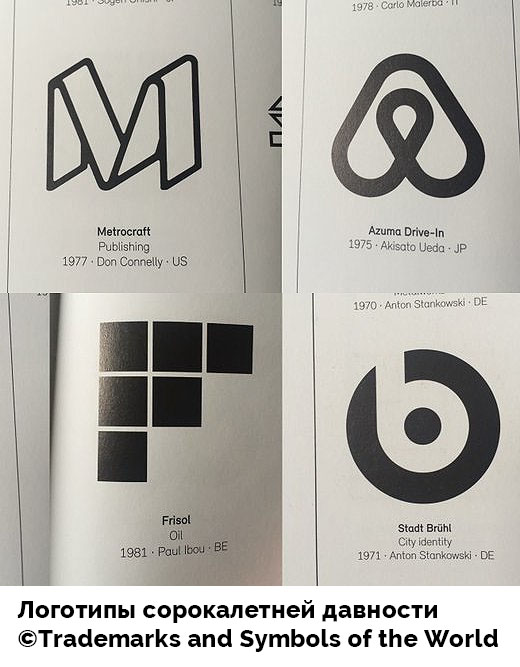 1981 · Sogen Onishi · JP
1978 · Carlo Malerba · IT
Metrocraft
Publishing
1977 · Don Connelly · US
Azuma Drive-In
1975 · Akisato Ueda · JP
1970 · Anton Stankowski · DE
Frisol
Oil
1981 · Paul Ibou · BE
Stadt Brühl
City identity
1971 · Anton Stankowski · DE
Логотипы сорокалетней давности
©Trademarks and Symbols of the World